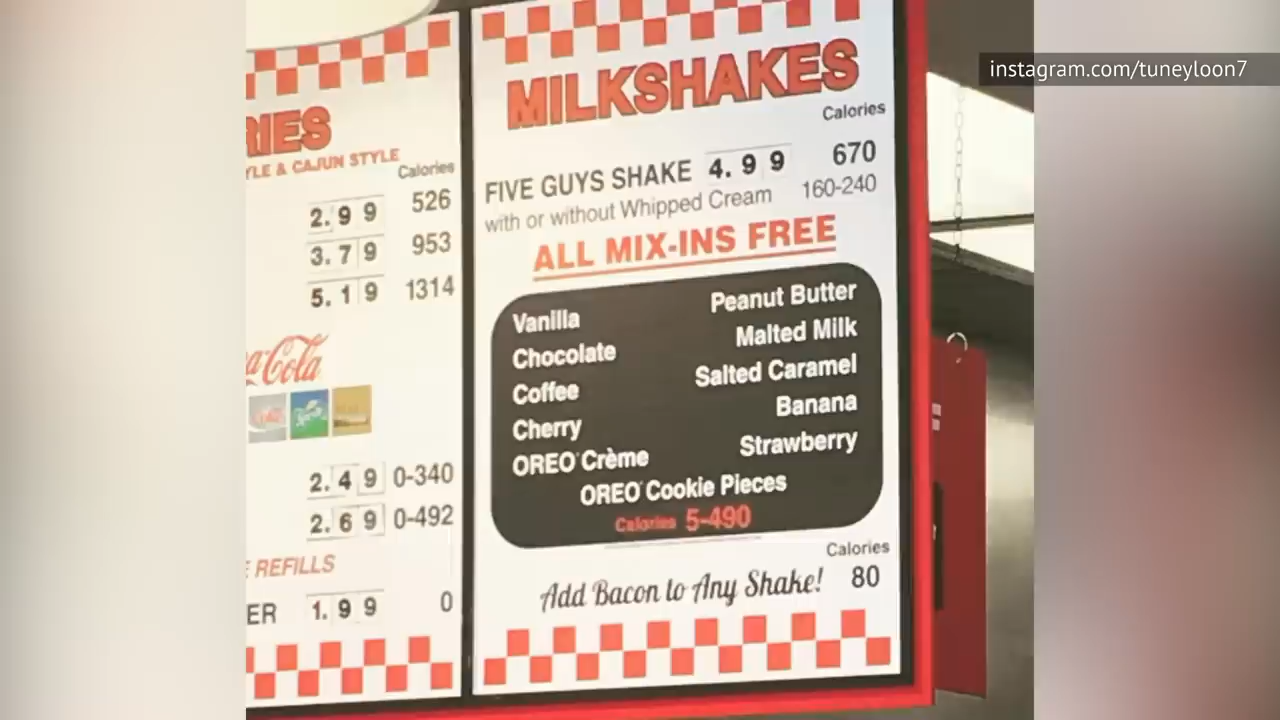 instagram.com/tuneyloon7
RIES
YLE & CAJUN STYLE
Calories
2.99 526
3.79 953
5.19 1314
a-Cola
2.49 0-340
2.69 0-492
REFILLS
ER 1.99 0
MILKSHAKES
Calories
FIVE GUYS SHAKE 4.99 670
with or without Whipped Cream 160-240
ALL MIX-INS FREE
Vanilla Peanut Butter
Chocolate Malted Milk
Coffee Salted Caramel
Cherry Banana
OREO Crème Strawberry
OREO Cookie Pieces
Calories 5-490
Calories
Add Bacon to Any Shake! 80